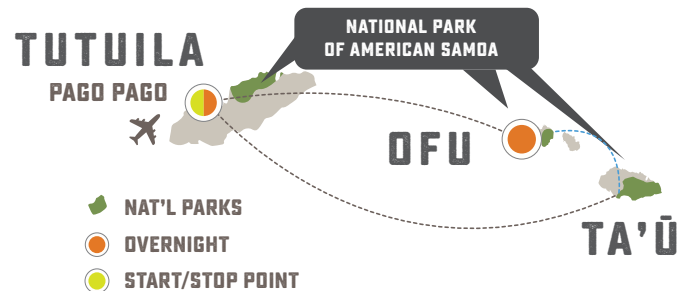 NATIONAL PARK
OF AMERICAN SAMOA
TUTUILA
PAGO PAGO
OFU
TA'Ū
NAT'L PARKS
OVERNIGHT
START/STOP POINT